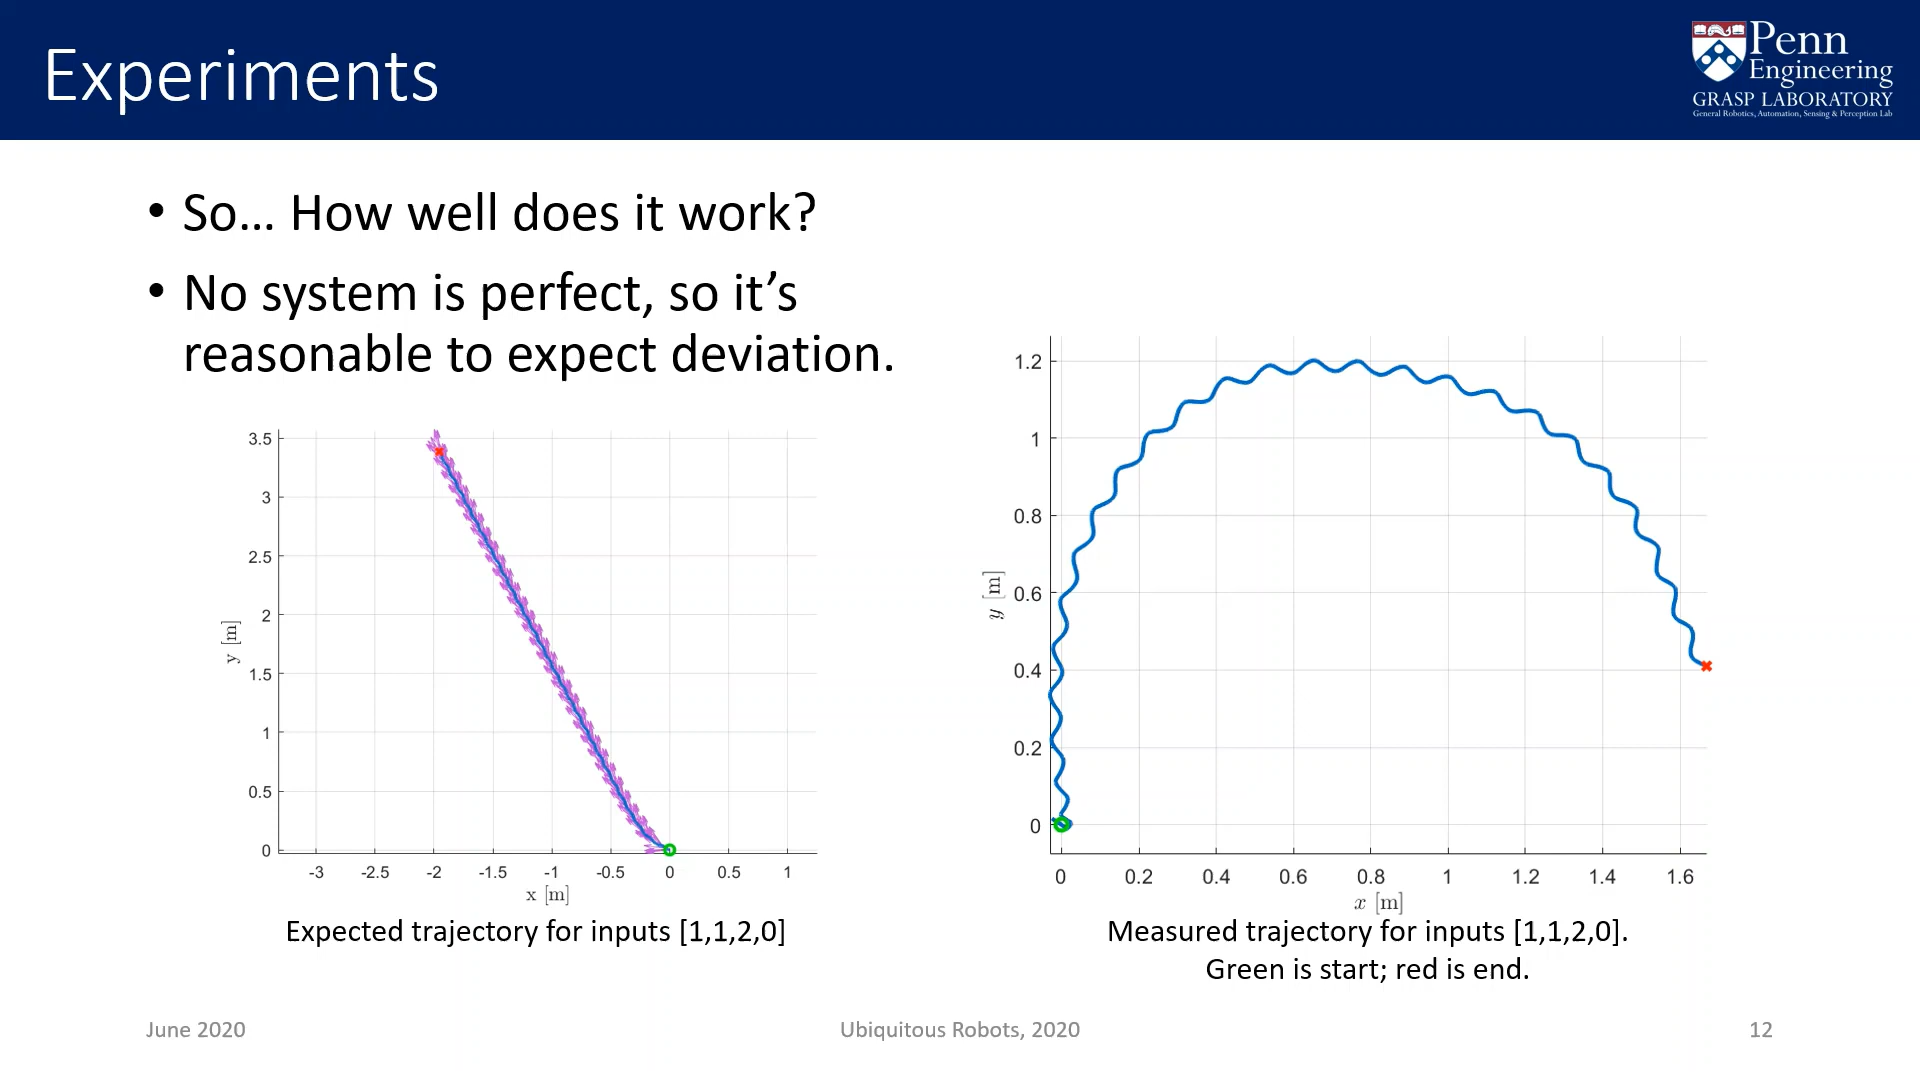 Experiments
Penn
Engineering
GRASP LABORATORY
General Robotics, Automation, Sensing & Perception Lab
• So… How well does it work?
• No system is perfect, so it’s
reasonable to expect deviation.
3.5
3
2.5
2
1.5
1
0.5
0
y [m]
-3 -2.5 -2 -1.5 -1 -0.5 0 0.5 1
x [m]
Expected trajectory for inputs [1,1,2,0]
1.2
1
0.8
0.6
0.4
0.2
0
y [m]
0 0.2 0.4 0.6 0.8 1 1.2 1.4 1.6
x [m]
Measured trajectory for inputs [1,1,2,0].
Green is start; red is end.
June 2020
Ubiquitous Robots, 2020
12